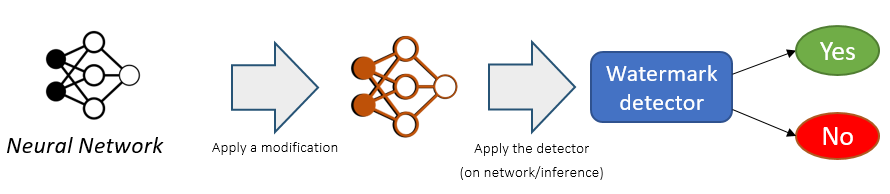 Neural Network
Apply a modification
Apply the detector
(on network/inference)
Watermark
detector
Yes
No